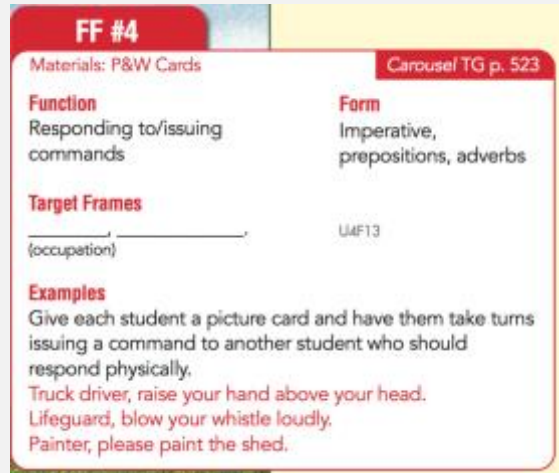 FF #4
Materials: P&W Cards
Carousel TG p. 523
Function
Responding to/issuing
commands
Form
Imperative,
prepositions, adverbs
Target Frames
________, ______________.
(occupation)
U4F13
Examples
Give each student a picture card and have them take turns
issuing a command to another student who should
respond physically.
Truck driver, raise your hand above your head.
Lifeguard, blow your whistle loudly.
Painter, please paint the shed.